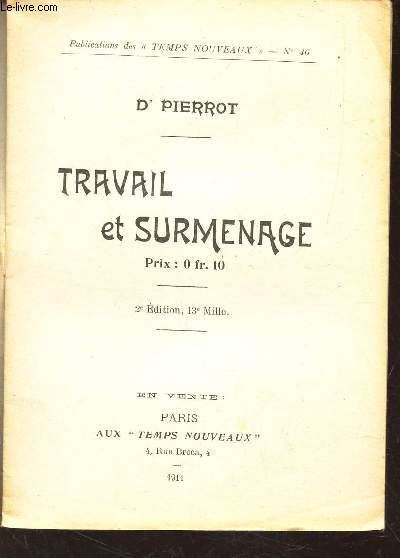 Le-livre.com
Publications des « TEMPS NOUVEAUX » — N° 46
Dr PIERROT
TRAVAIL
et SURMENAGE
Prix : 0 fr. 10
2e Édition, 13e Mille.
EN VENTE :
PARIS
AUX “TEMPS NOUVEAUX”
4, Rue Broca, 4
1911